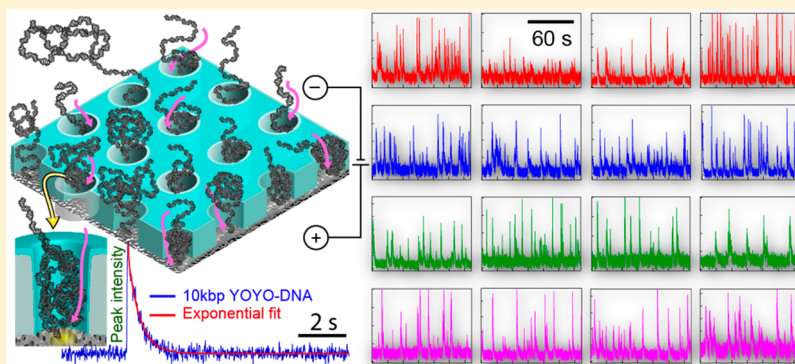 60 s
−
+
Peak intensity
10kbp YOYO-DNA
Exponential fit
2 s